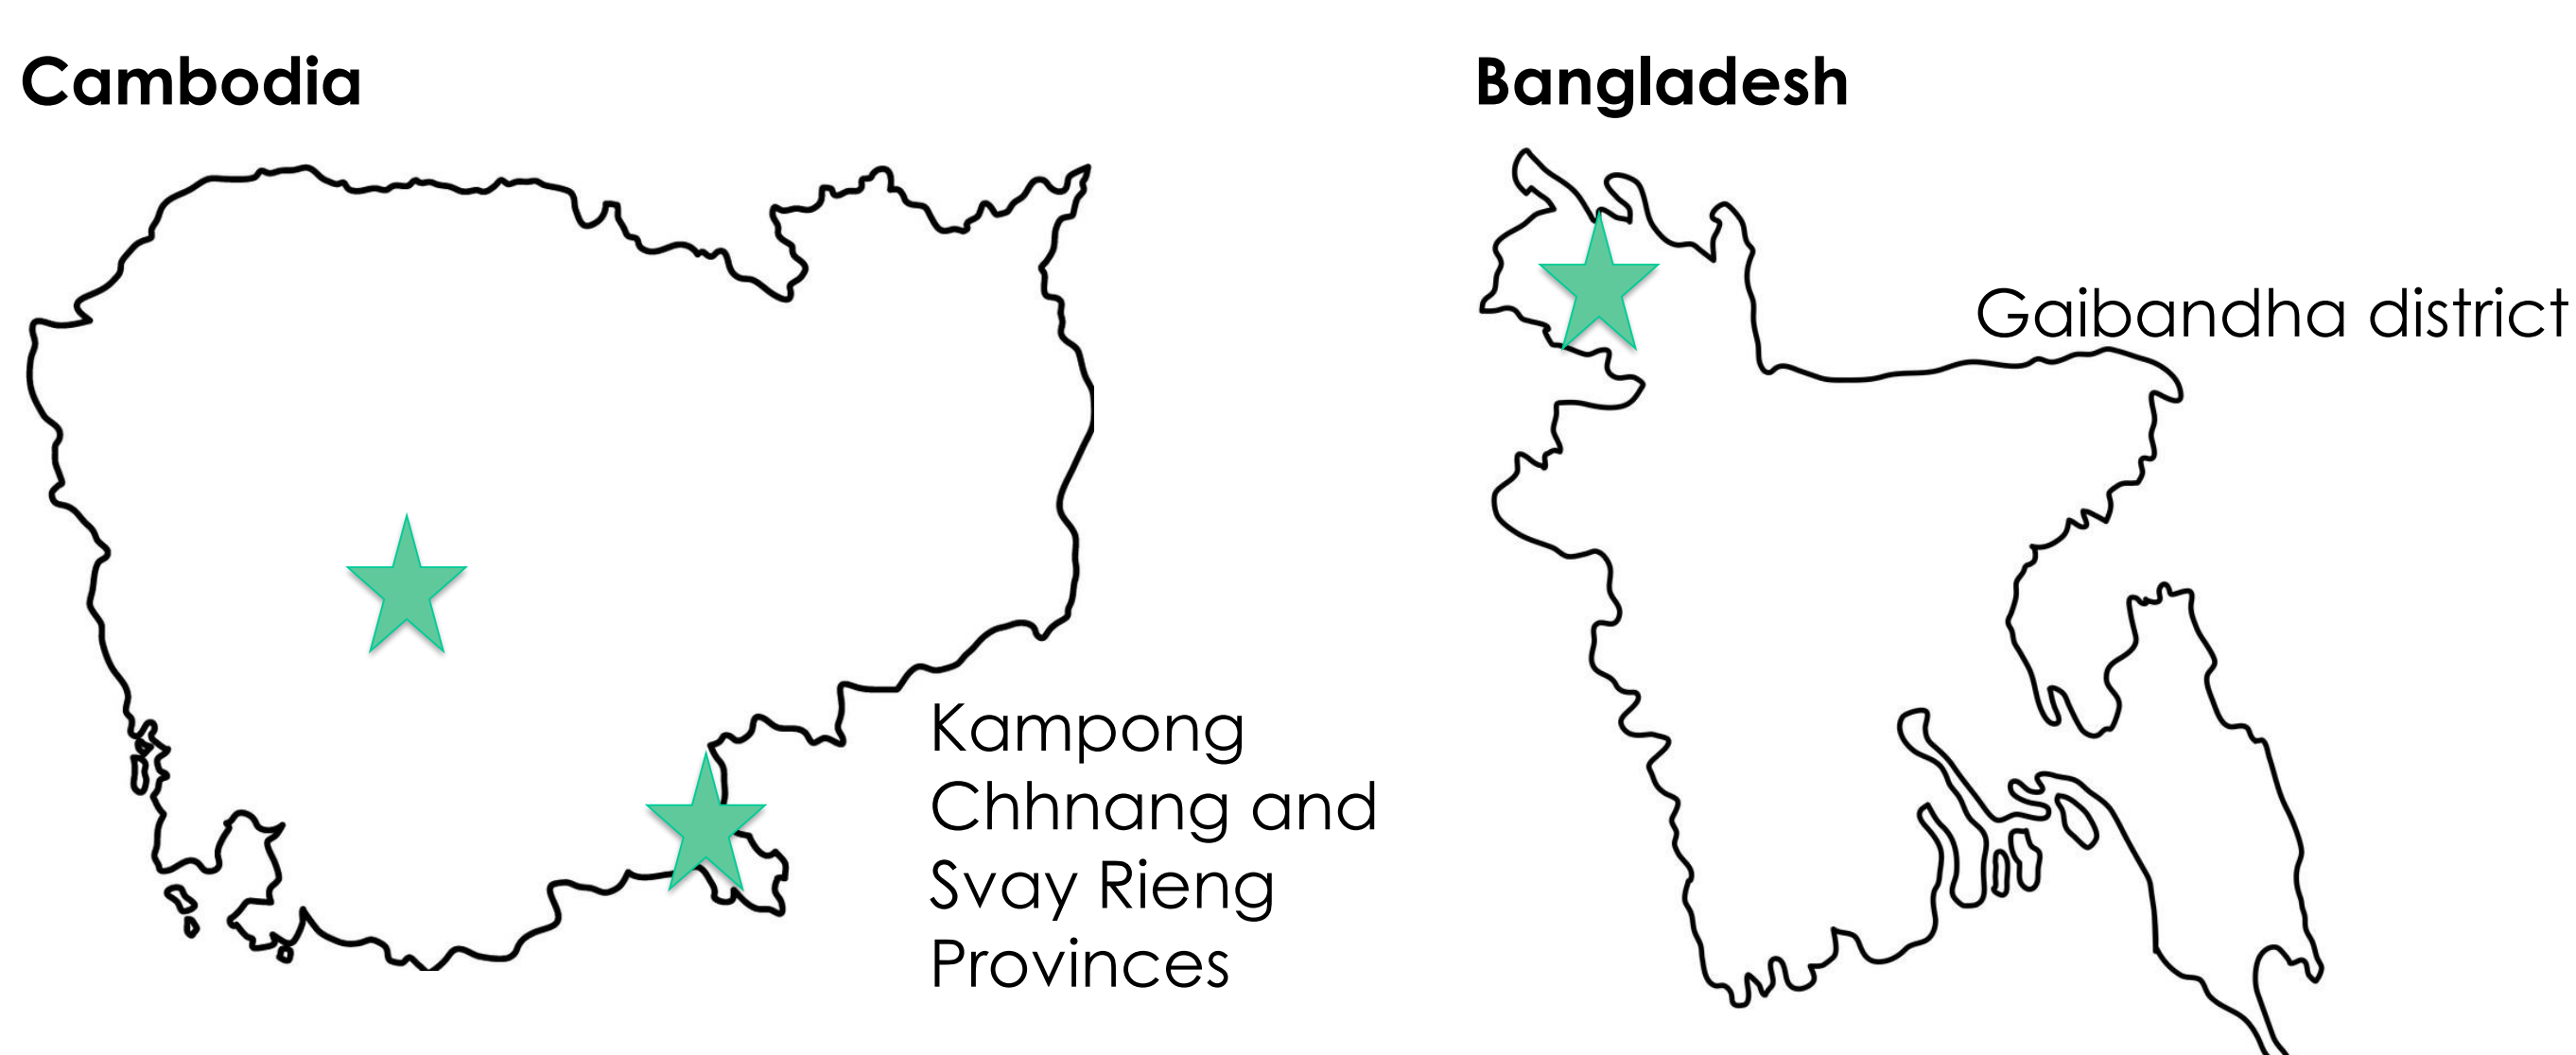 Cambodia
Bangladesh
Gaibandha district
Kampong
Chhnang and
Svay Rieng
Provinces